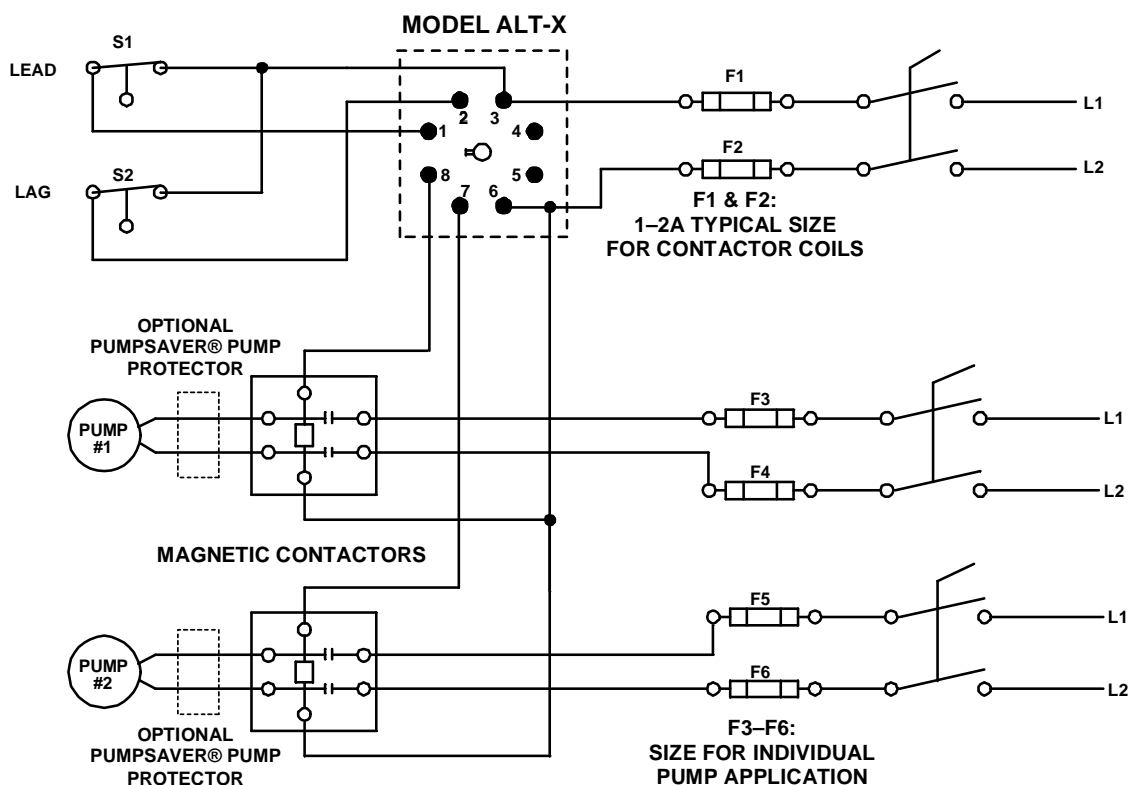 MODEL ALT-X
S1
LEAD
S2
LAG
2
3
1
4
8
5
7
6
F1
L1
F2
L2
F1 & F2:
1–2A TYPICAL SIZE
FOR CONTACTOR COILS
OPTIONAL
PUMPSAVER® PUMP
PROTECTOR
PUMP
#1
F3
L1
F4
L2
MAGNETIC CONTACTORS
PUMP
#2
F5
L1
F6
L2
OPTIONAL
PUMPSAVER® PUMP
PROTECTOR
F3–F6:
SIZE FOR INDIVIDUAL
PUMP APPLICATION